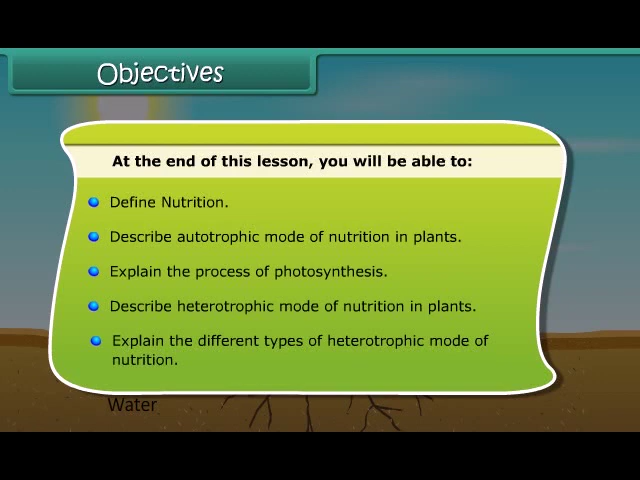 Objectives
At the end of this lesson, you will be able to:
Define Nutrition.
Describe autotrophic mode of nutrition in plants.
Explain the process of photosynthesis.
Describe heterotrophic mode of nutrition in plants.
Explain the different types of heterotrophic mode of
nutrition.
Water